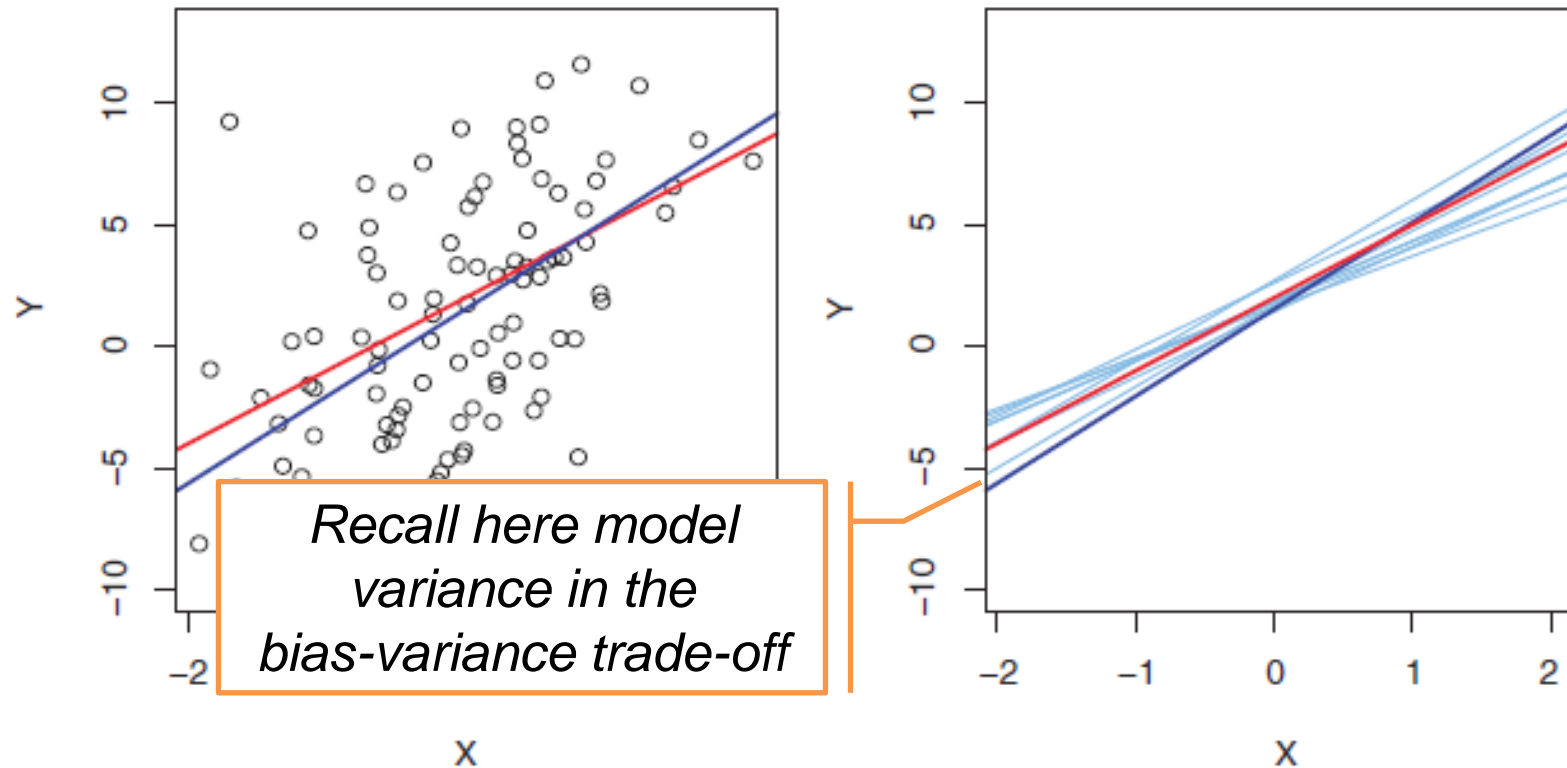 10
5
0
−5
−10
Y
−2
X
Recall here model
variance in the
bias-variance trade-off
10
5
0
−5
−10
Y
−2 −1 0 1 2
X